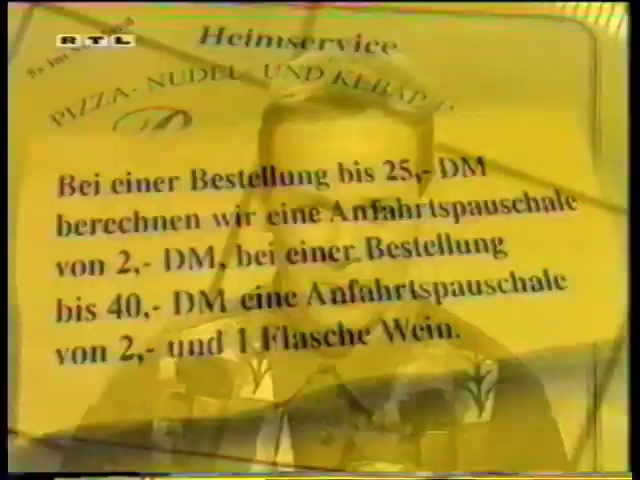 RTL
Heimservice
PIZZA- NUDEL- UND KEBAP
Bei einer Bestellung bis 25,- DM
berechnen wir eine Anfahrtspauschale
von 2,- DM, bei einer Bestellung
bis 40,- DM eine Anfahrtspauschale
von 2,- und 1 Flasche Wein.